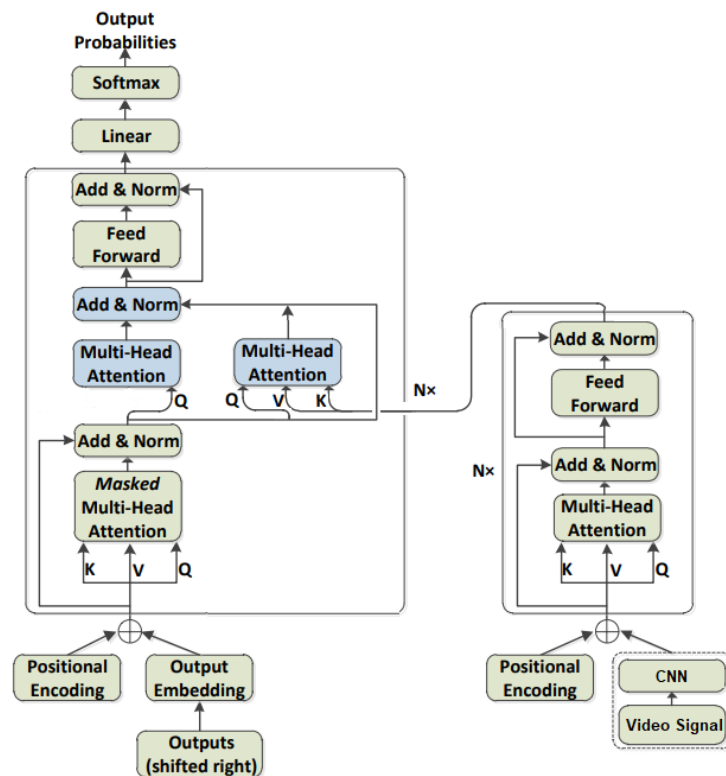 Output
Probabilities
Softmax
Linear
Add & Norm
Feed
Forward
Add & Norm
Multi-Head
Attention
Multi-Head
Attention
Q
Q
V
K
N×
Add & Norm
Masked
Multi-Head
Attention
K
V
Q
Positional
Encoding
Output
Embedding
Outputs
(shifted right)
Add & Norm
Feed
Forward
N×
Add & Norm
Multi-Head
Attention
K
V
Q
Positional
Encoding
CNN
Video Signal